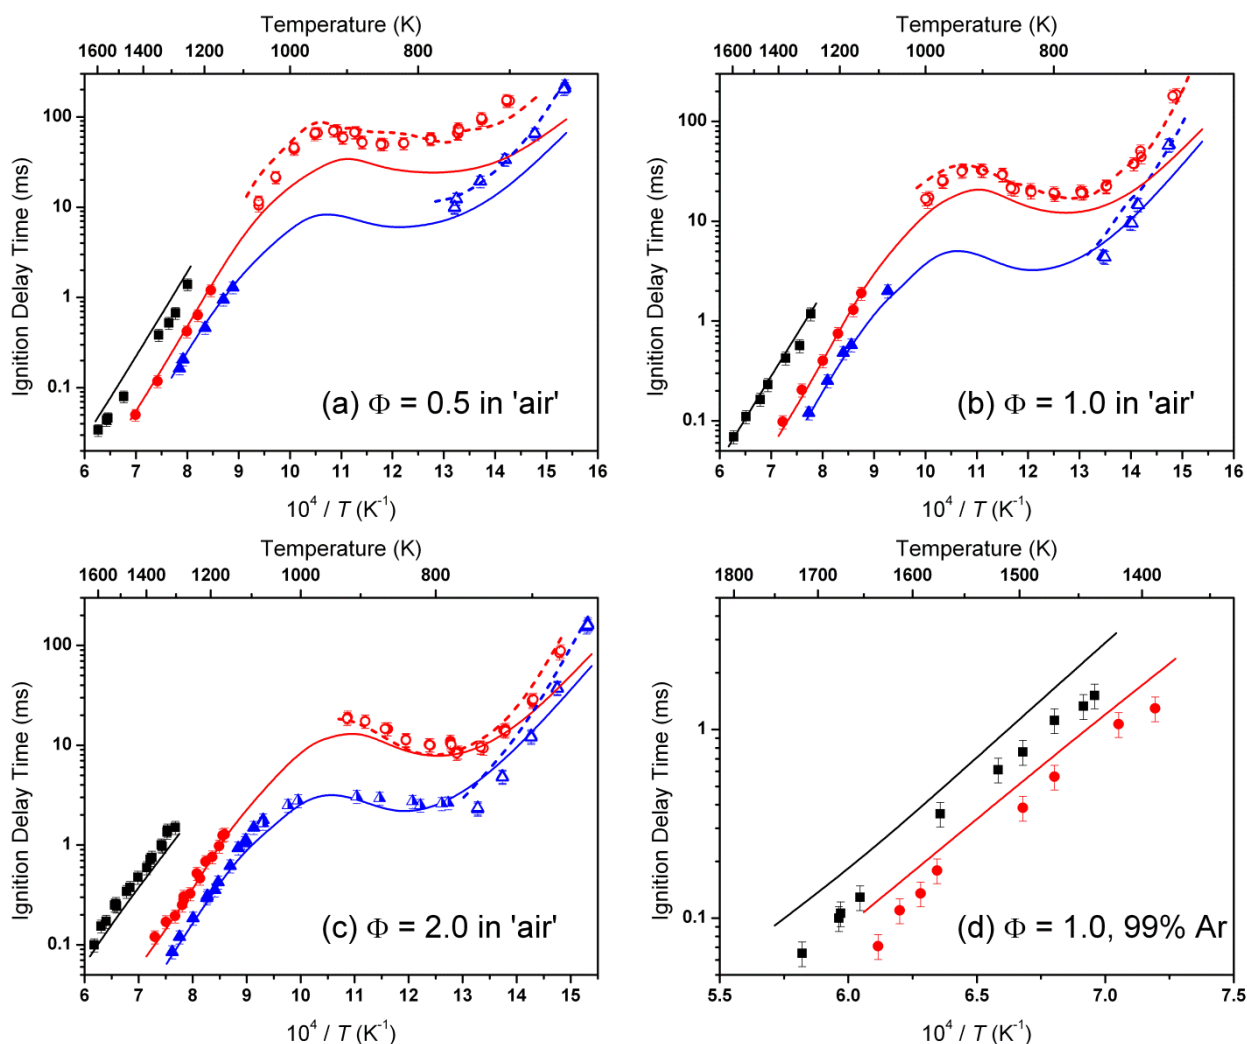 Temperature (K)
1600 1400 1200 1000 800
100
10
1
0.1
Ignition Delay Time (ms)
(a) Φ = 0.5 in 'air'
6 7 8 9 10 11 12 13 14 15 16
10⁴ / T (K⁻¹)
Temperature (K)
1600 1400 1200 1000 800
100
10
1
0.1
Ignition Delay Time (ms)
(b) Φ = 1.0 in 'air'
6 7 8 9 10 11 12 13 14 15 16
10⁴ / T (K⁻¹)
Temperature (K)
1600 1400 1200 1000 800
100
10
1
0.1
Ignition Delay Time (ms)
(c) Φ = 2.0 in 'air'
6 7 8 9 10 11 12 13 14 15
10⁴ / T (K⁻¹)
Temperature (K)
1800 1700 1600 1500 1400
1
0.1
Ignition Delay Time (ms)
(d) Φ = 1.0, 99% Ar
5.5 6.0 6.5 7.0 7.5
10⁴ / T (K⁻¹)